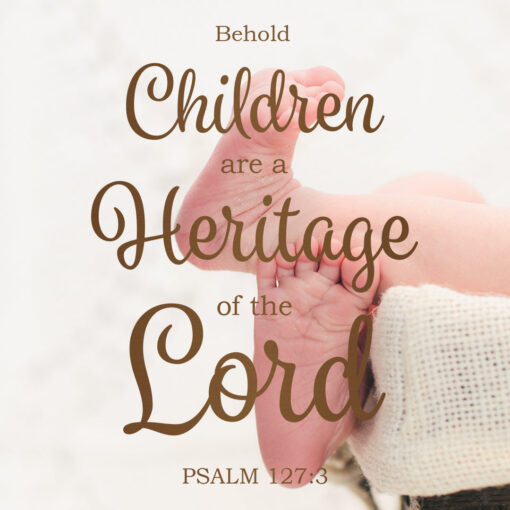 Behold
Children
are a
Heritage
of the
Lord
PSALM 127:3